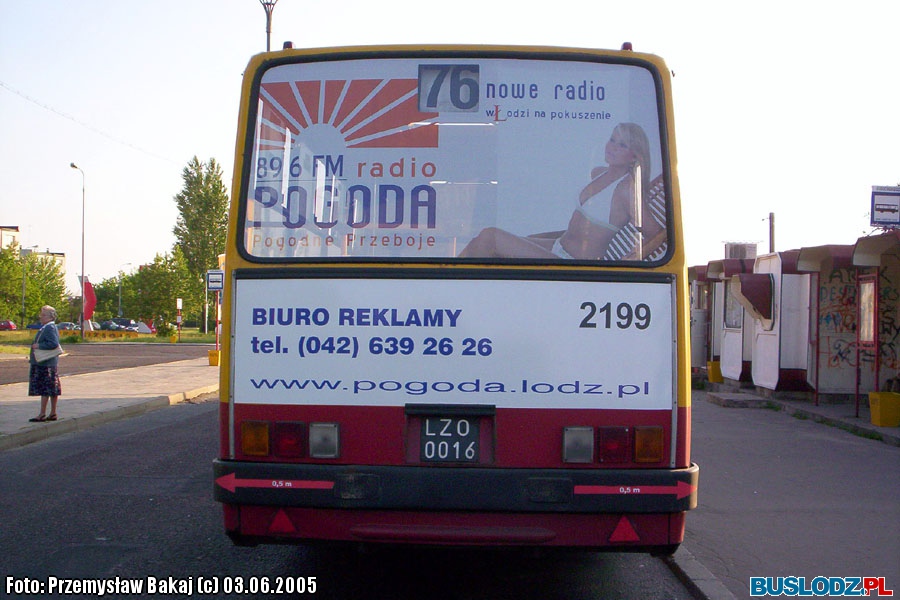 76 nowe radio
wŁodzi na pokuszenie
89,6 FM radio
POGODA
Pogodne Przeboje
BIURO REKLAMY
2199
tel. (042) 639 26 26
www.pogoda.lodz.pl
LZO
0016
0,5 m
0,5 m
Foto: Przemysław Bakaj (c) 03.06.2005
BUSLODZ.PL